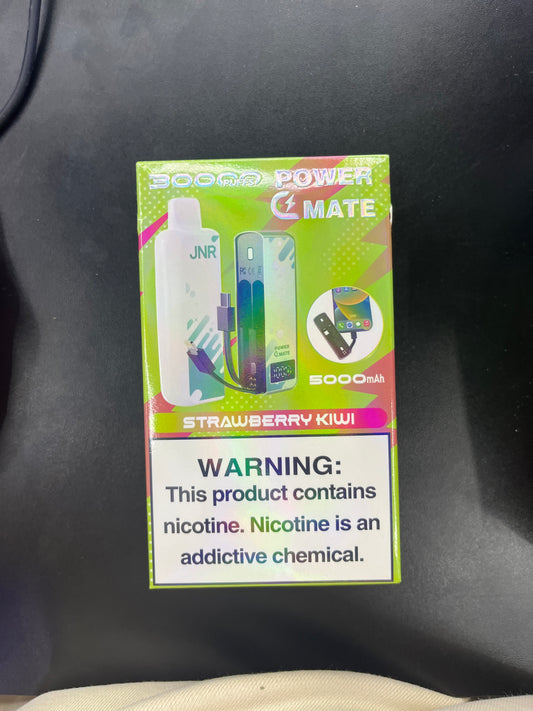 30000 PUFFS POWER
MATE
JNR
POWER
MATE
5000mAh
STRAWBERRY KIWI
WARNING:
This product contains
nicotine. Nicotine is an
addictive chemical.